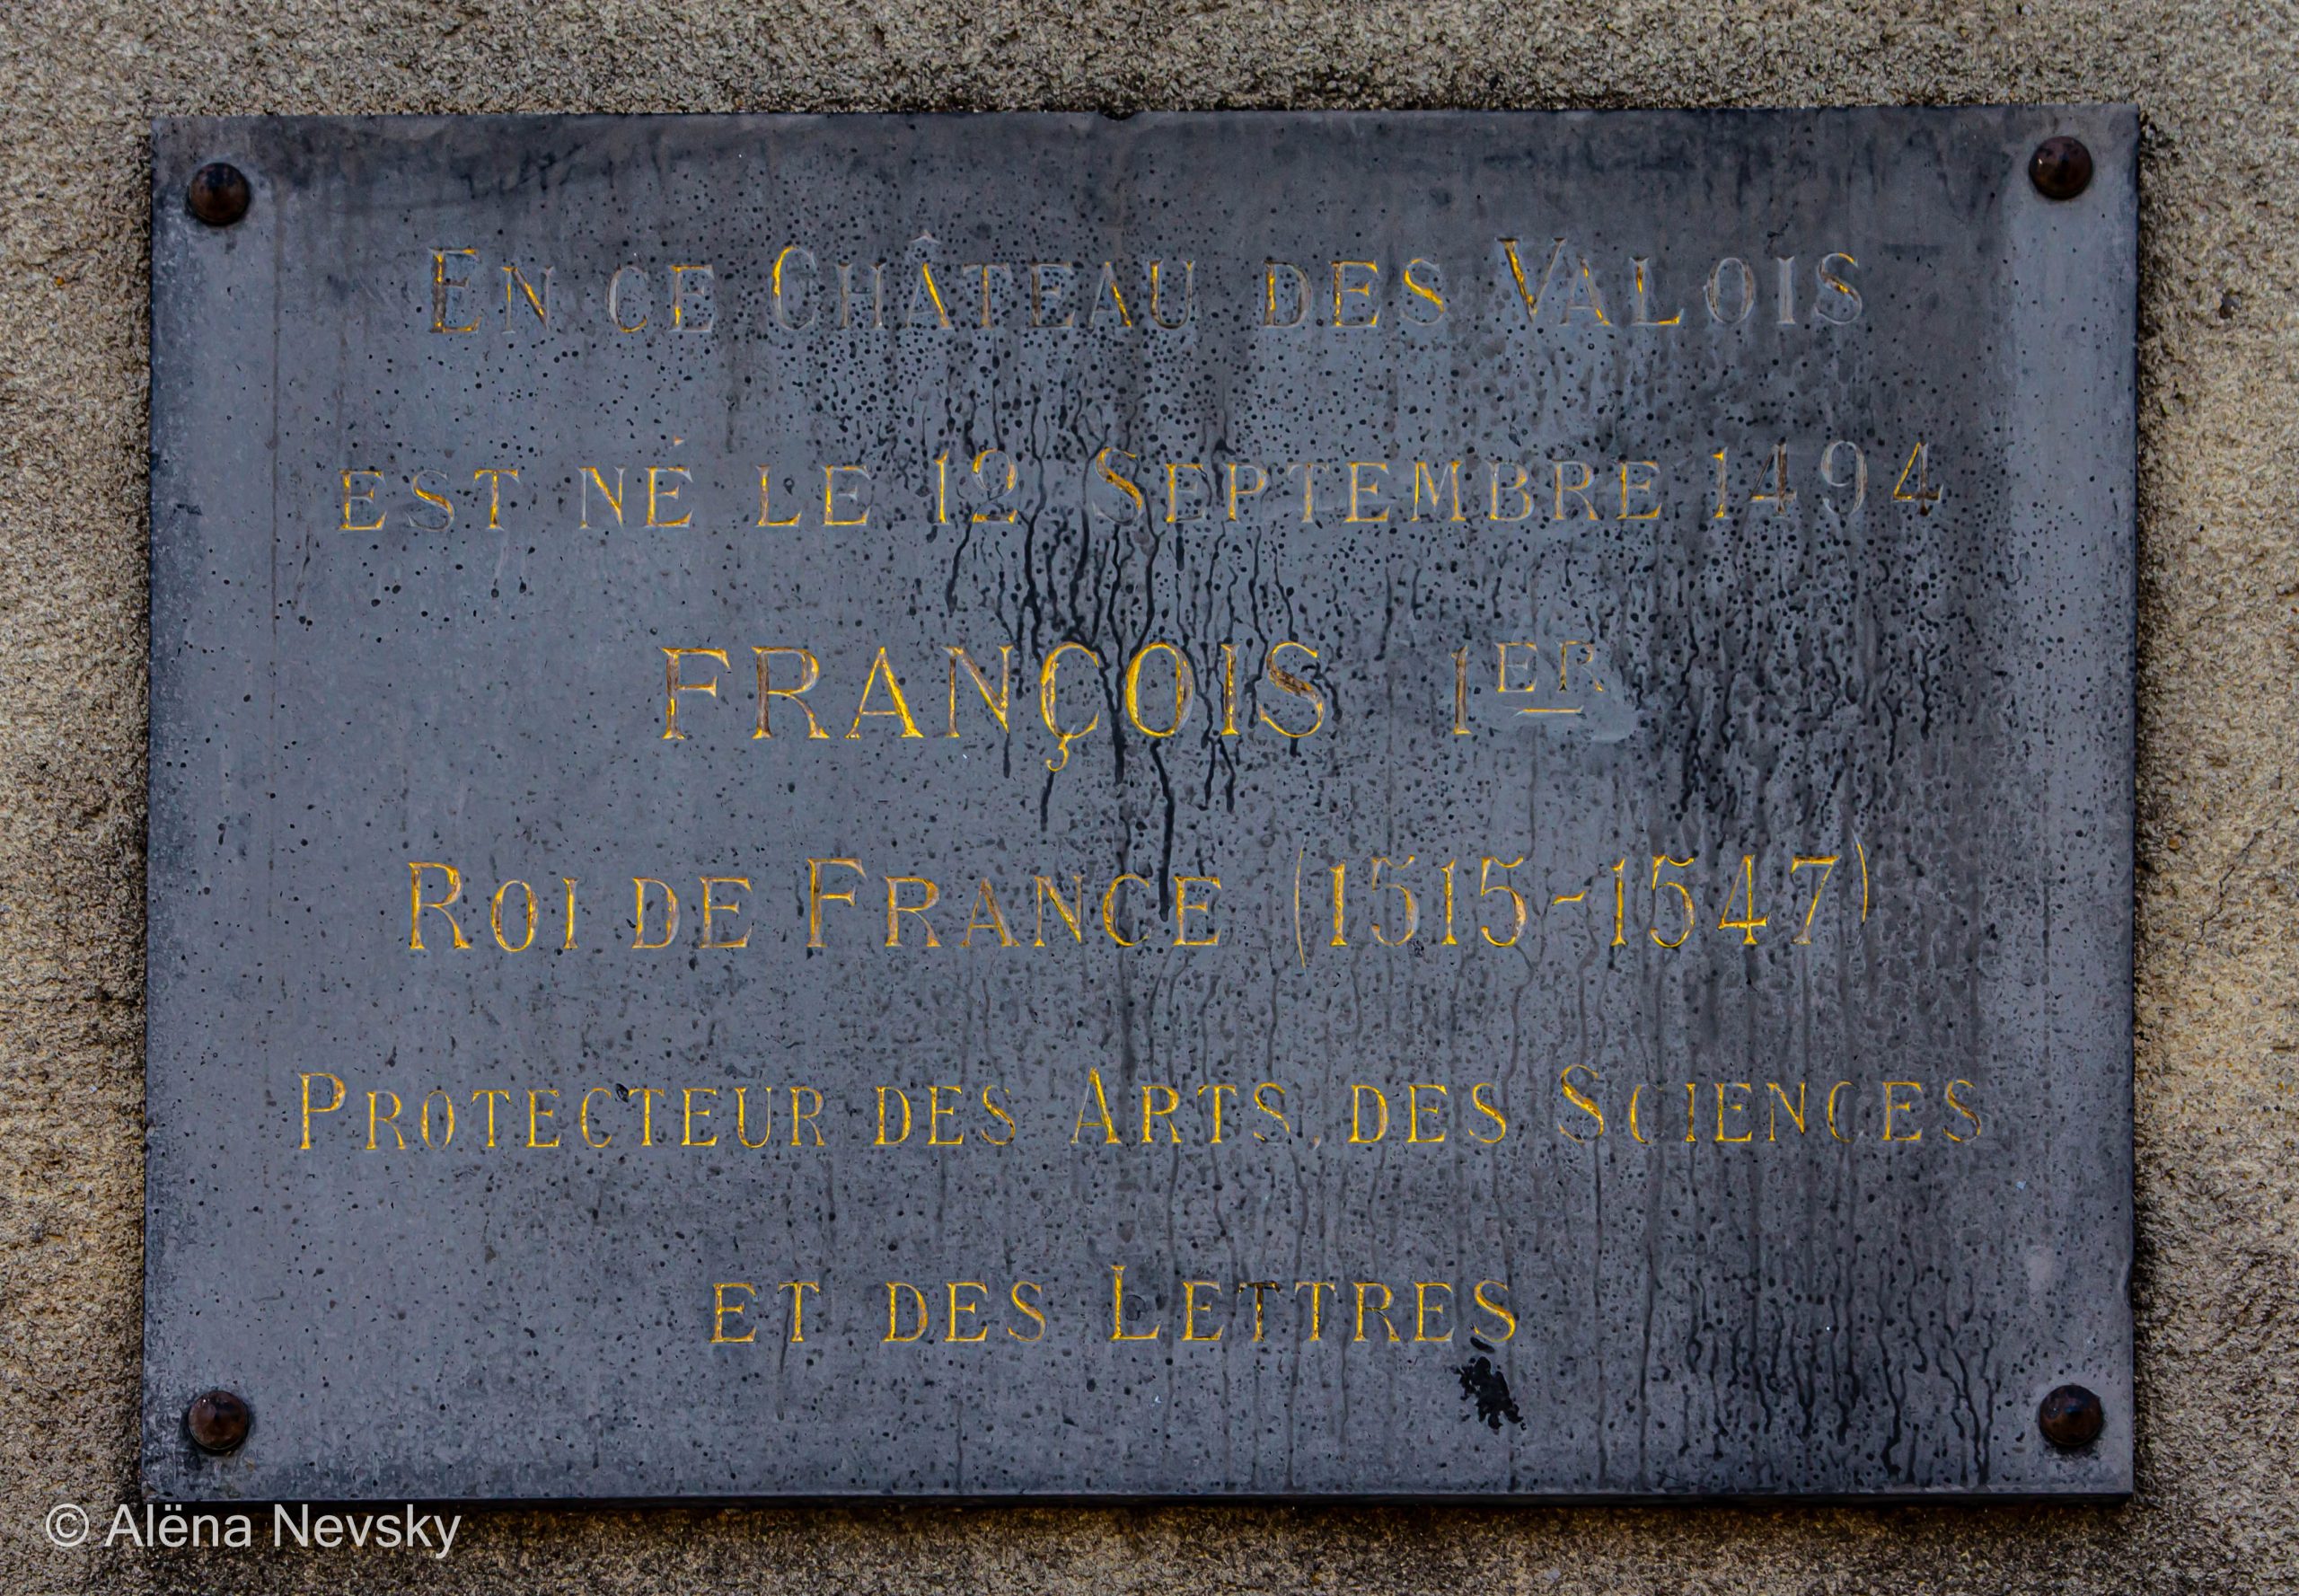 En ce Château des Valois
est né le 12 Septembre 1494
FRANÇOIS 1ER
Roi de France (1515-1547)
Protecteur des Arts, des Sciences
et des Lettres
© Alëna Nevsky